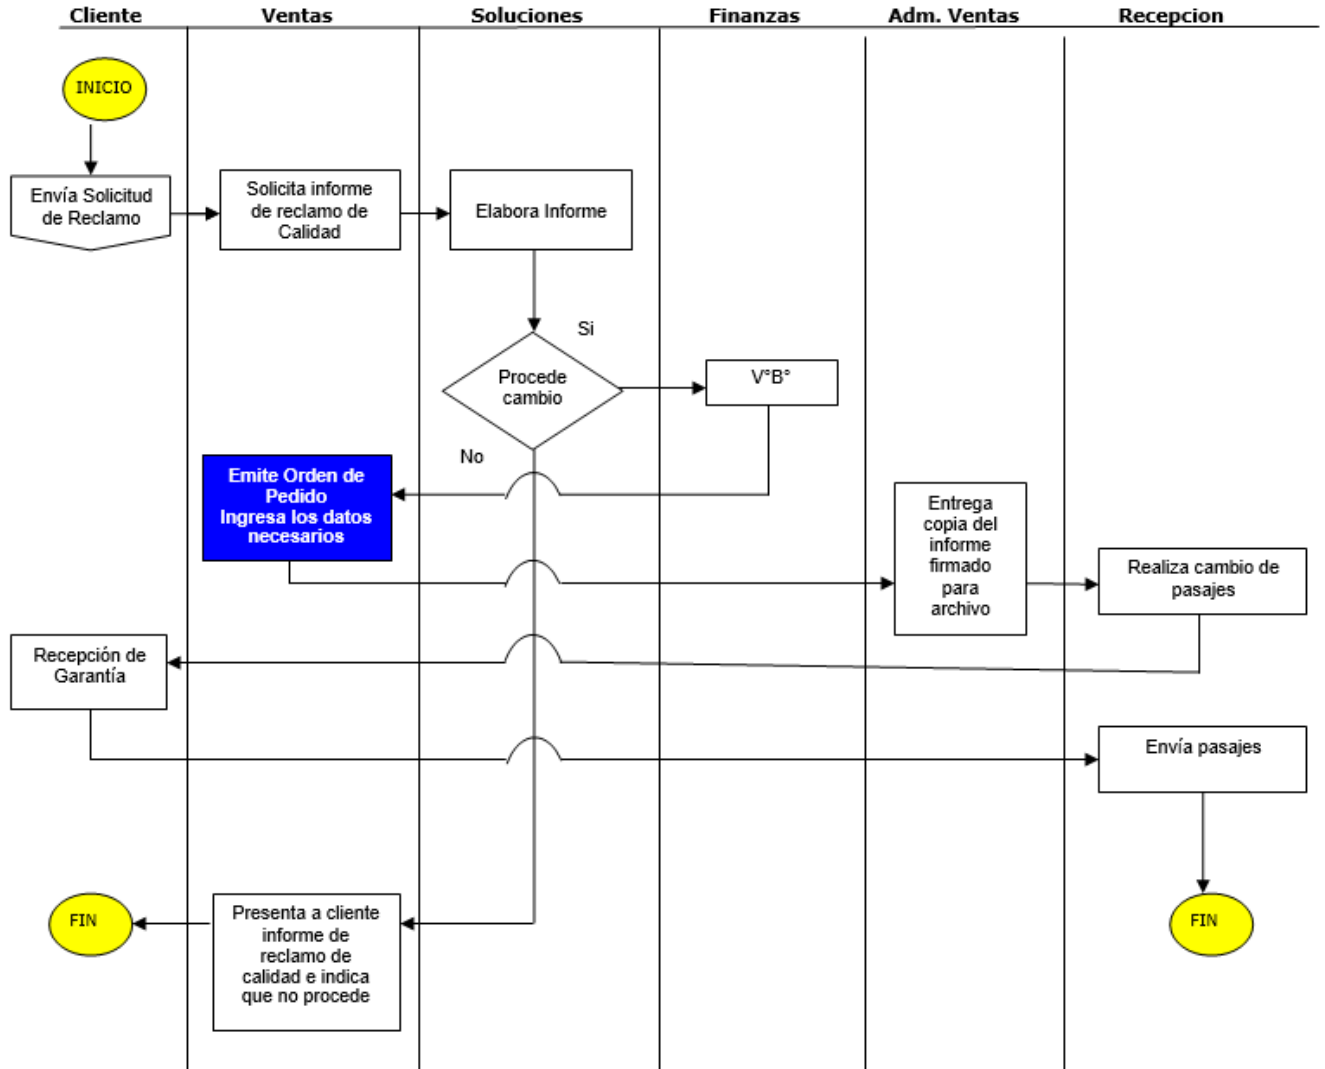 Cliente Ventas Soluciones Finanzas Adm. Ventas Recepcion
INICIO
Envía Solicitud
de Reclamo
Solicita informe
de reclamo de
Calidad
Elabora Informe
Si
Procede
cambio
V°B°
No
Emite Orden de
Pedido
Ingresa los datos
necesarios
Entrega
copia del
informe
firmado
para
archivo
Realiza cambio de
pasajes
Recepción de
Garantía
Envía pasajes
FIN
Presenta a cliente
informe de
reclamo de
calidad e indica
que no procede
FIN